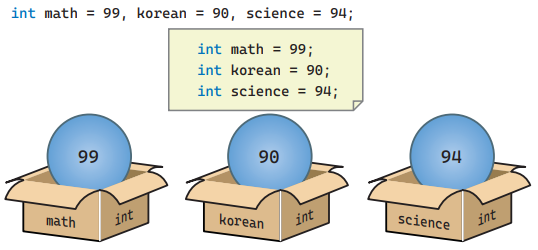 int math = 99, korean = 90, science = 94;
int math = 99;
int korean = 90;
int science = 94;
99
90
94
math int
korean int
science int